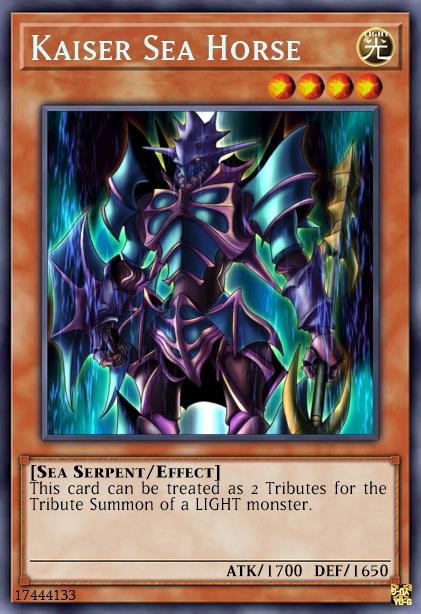 Kaiser Sea Horse
LIGHT
光
[Sea Serpent/Effect]
This card can be treated as 2 Tributes for the
Tribute Summon of a LIGHT monster.
ATK/1700 DEF/1650
17444133